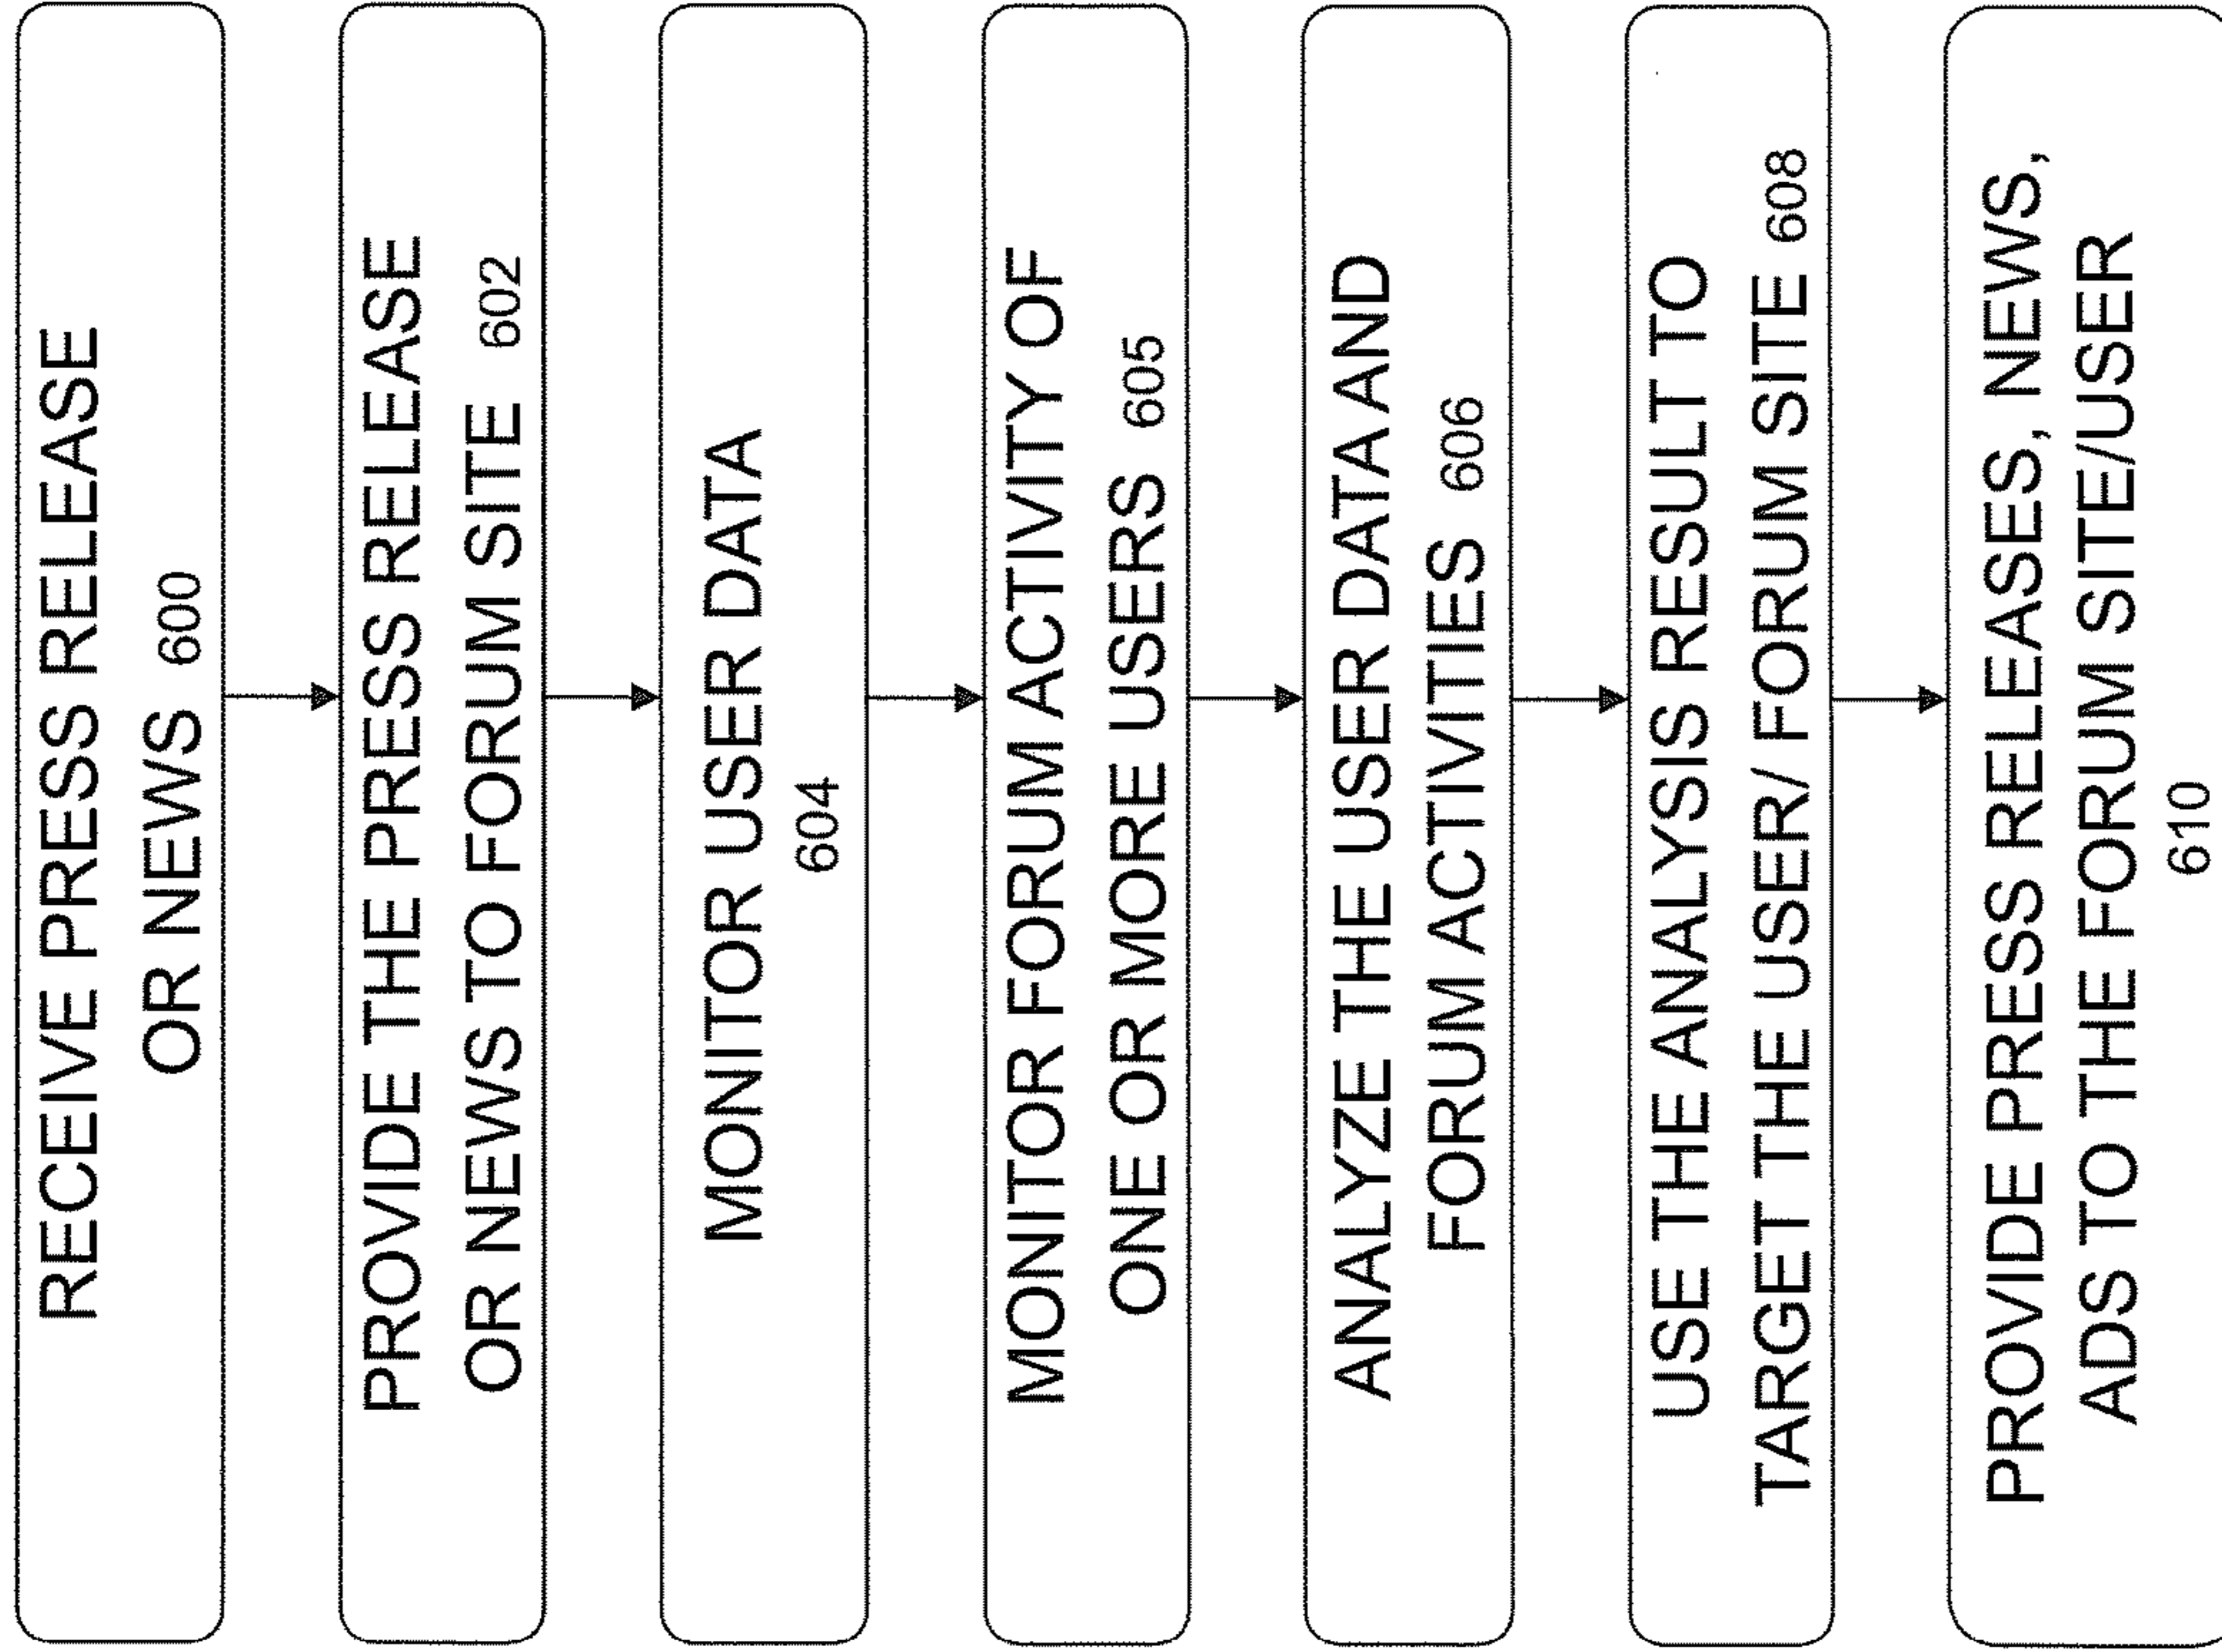 RECEIVE PRESS RELEASE
OR NEWS 600
PROVIDE THE PRESS RELEASE
OR NEWS TO FORUM SITE 602
MONITOR USER DATA
604
MONITOR FORUM ACTIVITY OF
ONE OR MORE USERS 605
ANALYZE THE USER DATA AND
FORUM ACTIVITIES 606
USE THE ANALYSIS RESULT TO
TARGET THE USER/ FORUM SITE 608
PROVIDE PRESS RELEASES, NEWS,
ADS TO THE FORUM SITE/USER
610